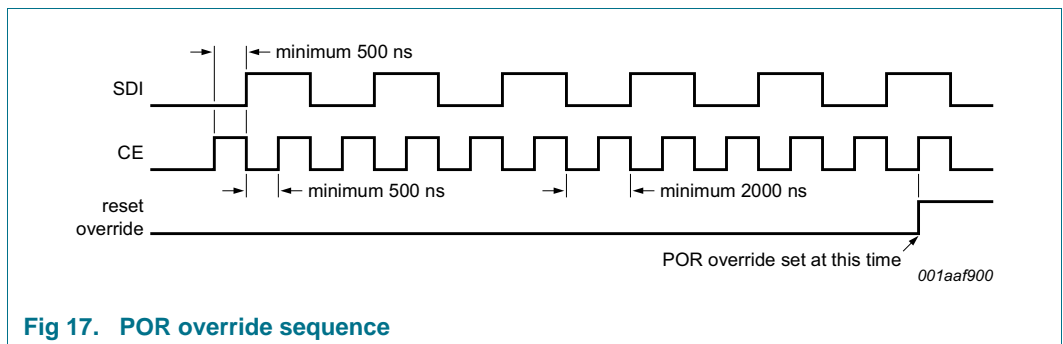 minimum 500 ns
SDI
CE
minimum 500 ns
minimum 2000 ns
reset
override
POR override set at this time
001aaf900
Fig 17. POR override sequence